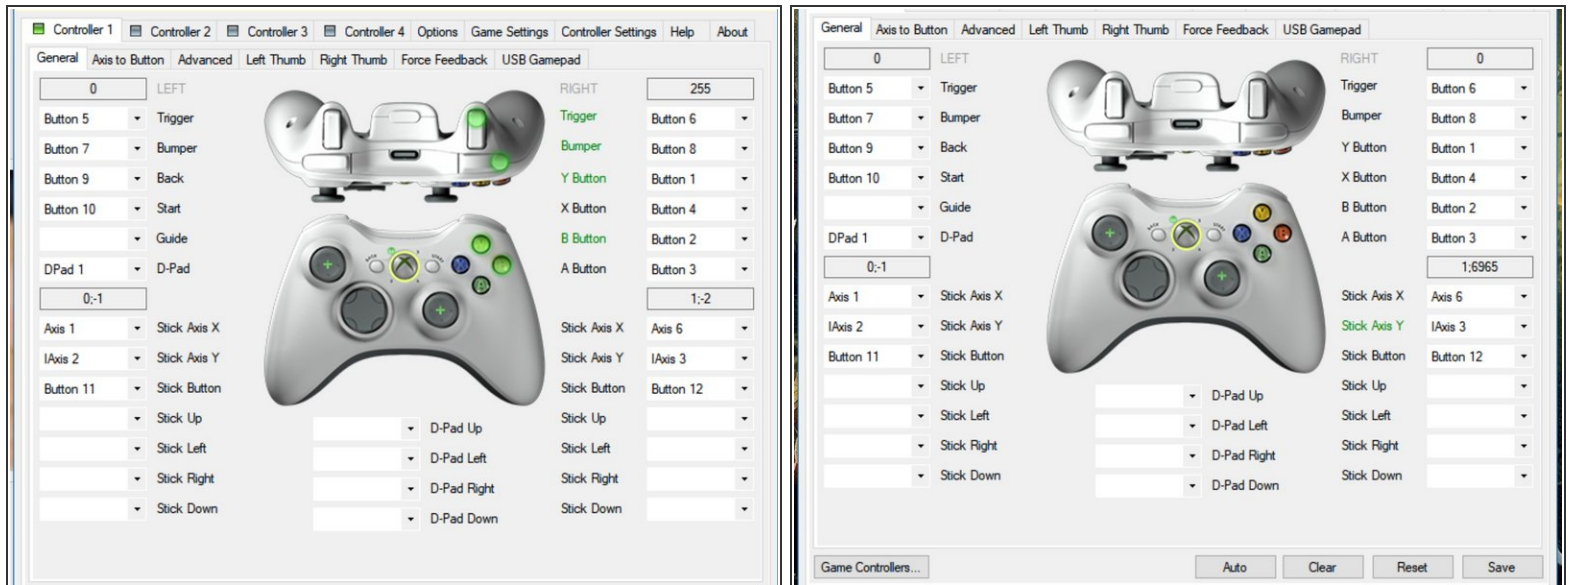 Controller 1 Controller 2 Controller 3 Controller 4 Options Game Settings Controller Settings Help About
General Axis to Button Advanced Left Thumb Right Thumb Force Feedback USB Gamepad
0 LEFT RIGHT 255
Button 5 Trigger Trigger Button 6
Button 7 Bumper Bumper Button 8
Button 9 Back Y Button Button 1
Button 10 Start X Button Button 4
Guide B Button Button 2
DPad 1 D-Pad A Button Button 3
0;-1 1;-2
Axis 1 Stick Axis X Stick Axis X Axis 6
IAxis 2 Stick Axis Y Stick Axis Y IAxis 3
Button 11 Stick Button Stick Button Button 12
Stick Up Stick Up
D-Pad Up
Stick Left Stick Left
D-Pad Left
Stick Right Stick Right
D-Pad Right
Stick Down Stick Down
D-Pad Down
General Axis to Button Advanced Left Thumb Right Thumb Force Feedback USB Gamepad
0 LEFT RIGHT 0
Button 5 Trigger Trigger Button 6
Button 7 Bumper Bumper Button 8
Button 9 Back Y Button Button 1
Button 10 Start X Button Button 4
Guide B Button Button 2
DPad 1 D-Pad A Button Button 3
0;-1 1;6965
Axis 1 Stick Axis X Stick Axis X Axis 6
IAxis 2 Stick Axis Y Stick Axis Y IAxis 3
Button 11 Stick Button Stick Button Button 12
Stick Up Stick Up
D-Pad Up
Stick Left Stick Left
D-Pad Left
Stick Right Stick Right
D-Pad Right
Stick Down Stick Down
D-Pad Down
Game Controllers... Auto Clear Reset Save